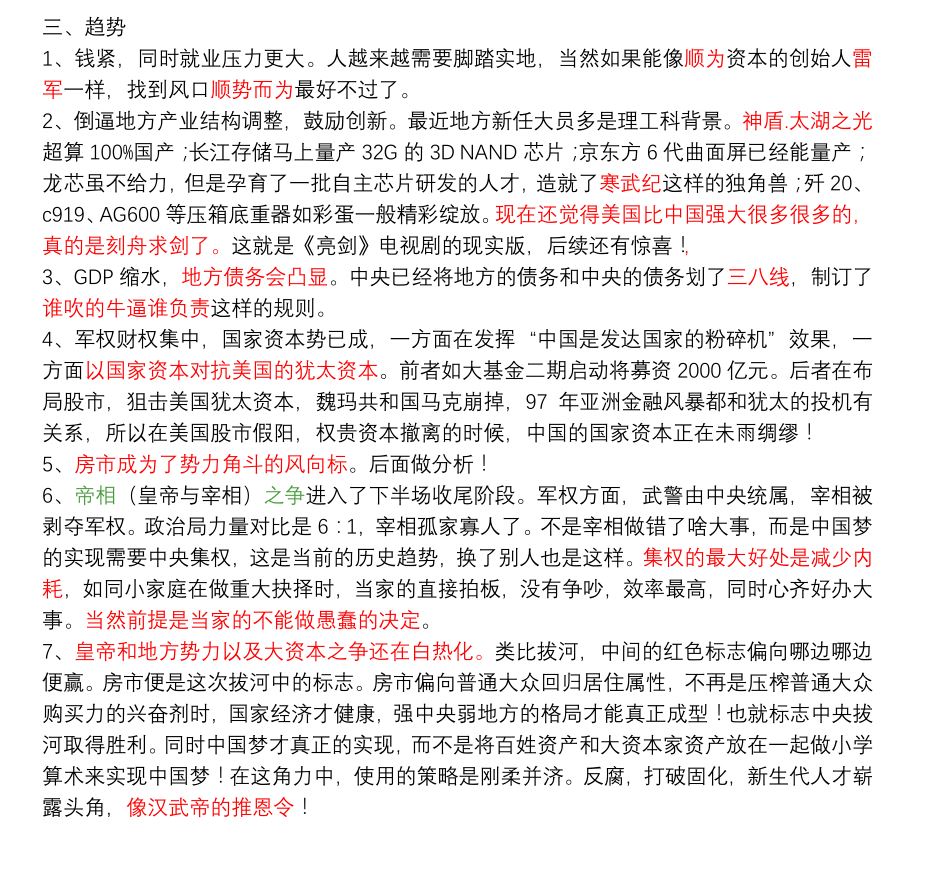 三、趋势
1、钱紧，同时就业压力更大。人越来越需要脚踏实地，当然如果能像顺为资本的创始人雷
军一样，找到风口顺势而为最好不过了。
2、倒逼地方产业结构调整，鼓励创新。最近地方新任大员多是理工科背景。神盾.太湖之光
超算 100%国产；长江存储马上量产 32G 的 3D NAND 芯片；京东方 6 代曲面屏已经能量产；
龙芯虽不给力，但是孕育了一批自主芯片研发的人才，造就了寒武纪这样的独角兽；歼 20、
c919、AG600 等压箱底重器如彩蛋一般精彩绽放。现在还觉得美国比中国强大很多很多的，
真的是刻舟求剑了。这就是《亮剑》电视剧的现实版，后续还有惊喜！，
3、GDP 缩水，地方债务会凸显。中央已经将地方的债务和中央的债务划了三八线，制订了
谁吹的牛逼谁负责这样的规则。
4、军权财权集中，国家资本势已成，一方面在发挥 “中国是发达国家的粉碎机” 效果，一
方面以国家资本对抗美国的犹太资本。前者如大基金二期启动将募资 2000 亿元。后者在布
局股市，狙击美国犹太资本，魏玛共和国马克崩掉，97 年亚洲金融风暴都和犹太的投机有
关系，所以在美国股市假阳，权贵资本撤离的时候，中国的国家资本正在未雨绸缪！
5、房市成为了势力角斗的风向标。后面做分析！
6、帝相（皇帝与宰相）之争进入了下半场收尾阶段。军权方面，武警由中央统属，宰相被
剥夺军权。政治局力量对比是 6：1，宰相孤家寡人了。不是宰相做错了啥大事，而是中国梦
的实现需要中央集权，这是当前的历史趋势，换了别人也是这样。集权的最大好处是减少内
耗，如同小家庭在做重大抉择时，当家的直接拍板，没有争吵，效率最高，同时心齐好办大
事。当然前提是当家的不能做愚蠢的决定。
7、皇帝和地方势力以及大资本之争还在白热化。类比拔河，中间的红色标志偏向哪边哪边
便赢。房市便是这次拔河中的标志。房市偏向普通大众回归居住属性，不再是压榨普通大众
购买力的兴奋剂时，国家经济才健康，强中央弱地方的格局才能真正成型！也就标志中央拔
河取得胜利。同时中国梦才真正的实现，而不是将百姓资产和大资本家资产放在一起做小学
算术来实现中国梦！在这角力中，使用的策略是刚柔并济。反腐，打破固化，新生代人才崭
露头角，像汉武帝的推恩令！